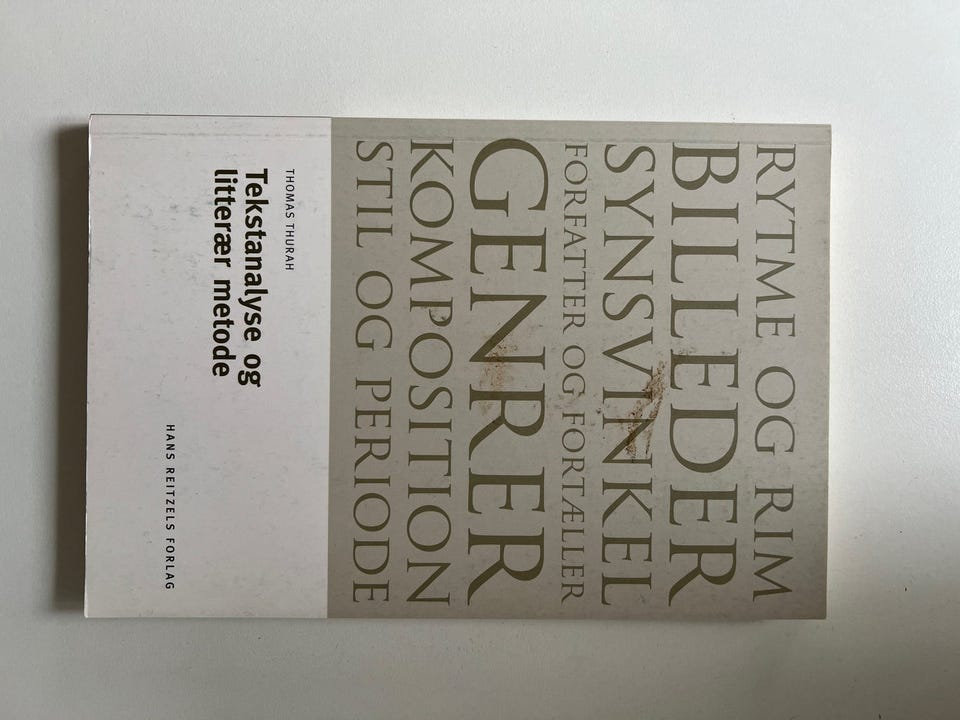 RYTME OG RIM
BILLEDER
SYNSVINKEL
FORFATTER OG FORTÆLLER
GENRER
KOMPOSITION
STIL OG PERIODE
THOMAS THURAH
Tekstanalyse og
litterær metode
HANS REITZELS FORLAG